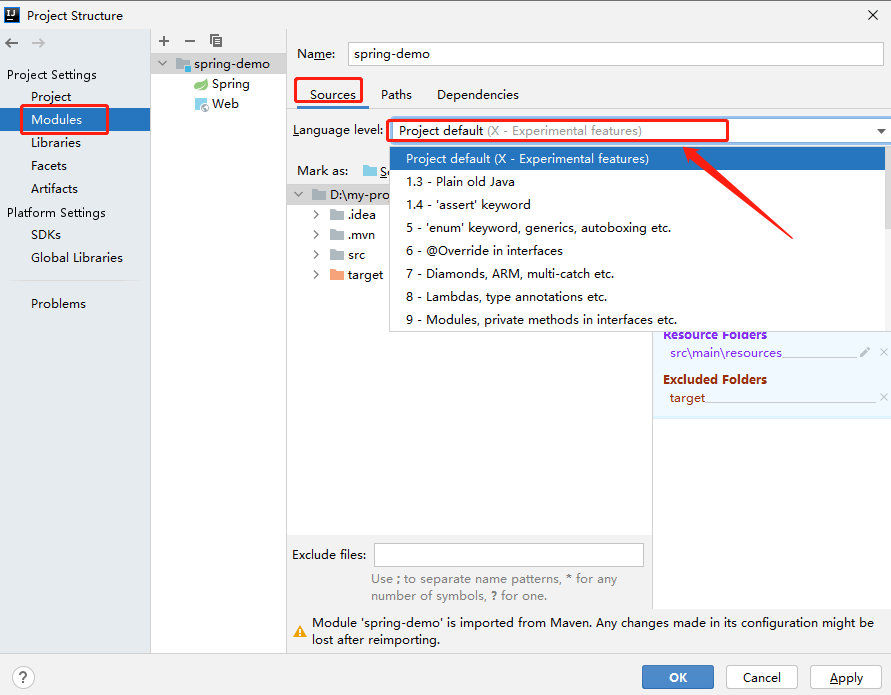 Project Structure
Project Settings
Project
Modules
Libraries
Facets
Artifacts
Platform Settings
SDKs
Global Libraries
Problems
spring-demo
Spring
Web
Name: spring-demo
Sources Paths Dependencies
Language level: Project default (X - Experimental features)
Project default (X - Experimental features)
1.3 - Plain old Java
1.4 - 'assert' keyword
5 - 'enum' keyword, generics, autoboxing etc.
6 - @Override in interfaces
7 - Diamonds, ARM, multi-catch etc.
8 - Lambdas, type annotations etc.
9 - Modules, private methods in interfaces etc.
Mark as:
D:\my-pro
.idea
.mvn
src
target
Resource Folders
src\main\resources
Excluded Folders
target
Exclude files:
Use ; to separate name patterns, * for any
number of symbols, ? for one.
Module 'spring-demo' is imported from Maven. Any changes made in its configuration might be
lost after reimporting.
? OK Cancel Apply